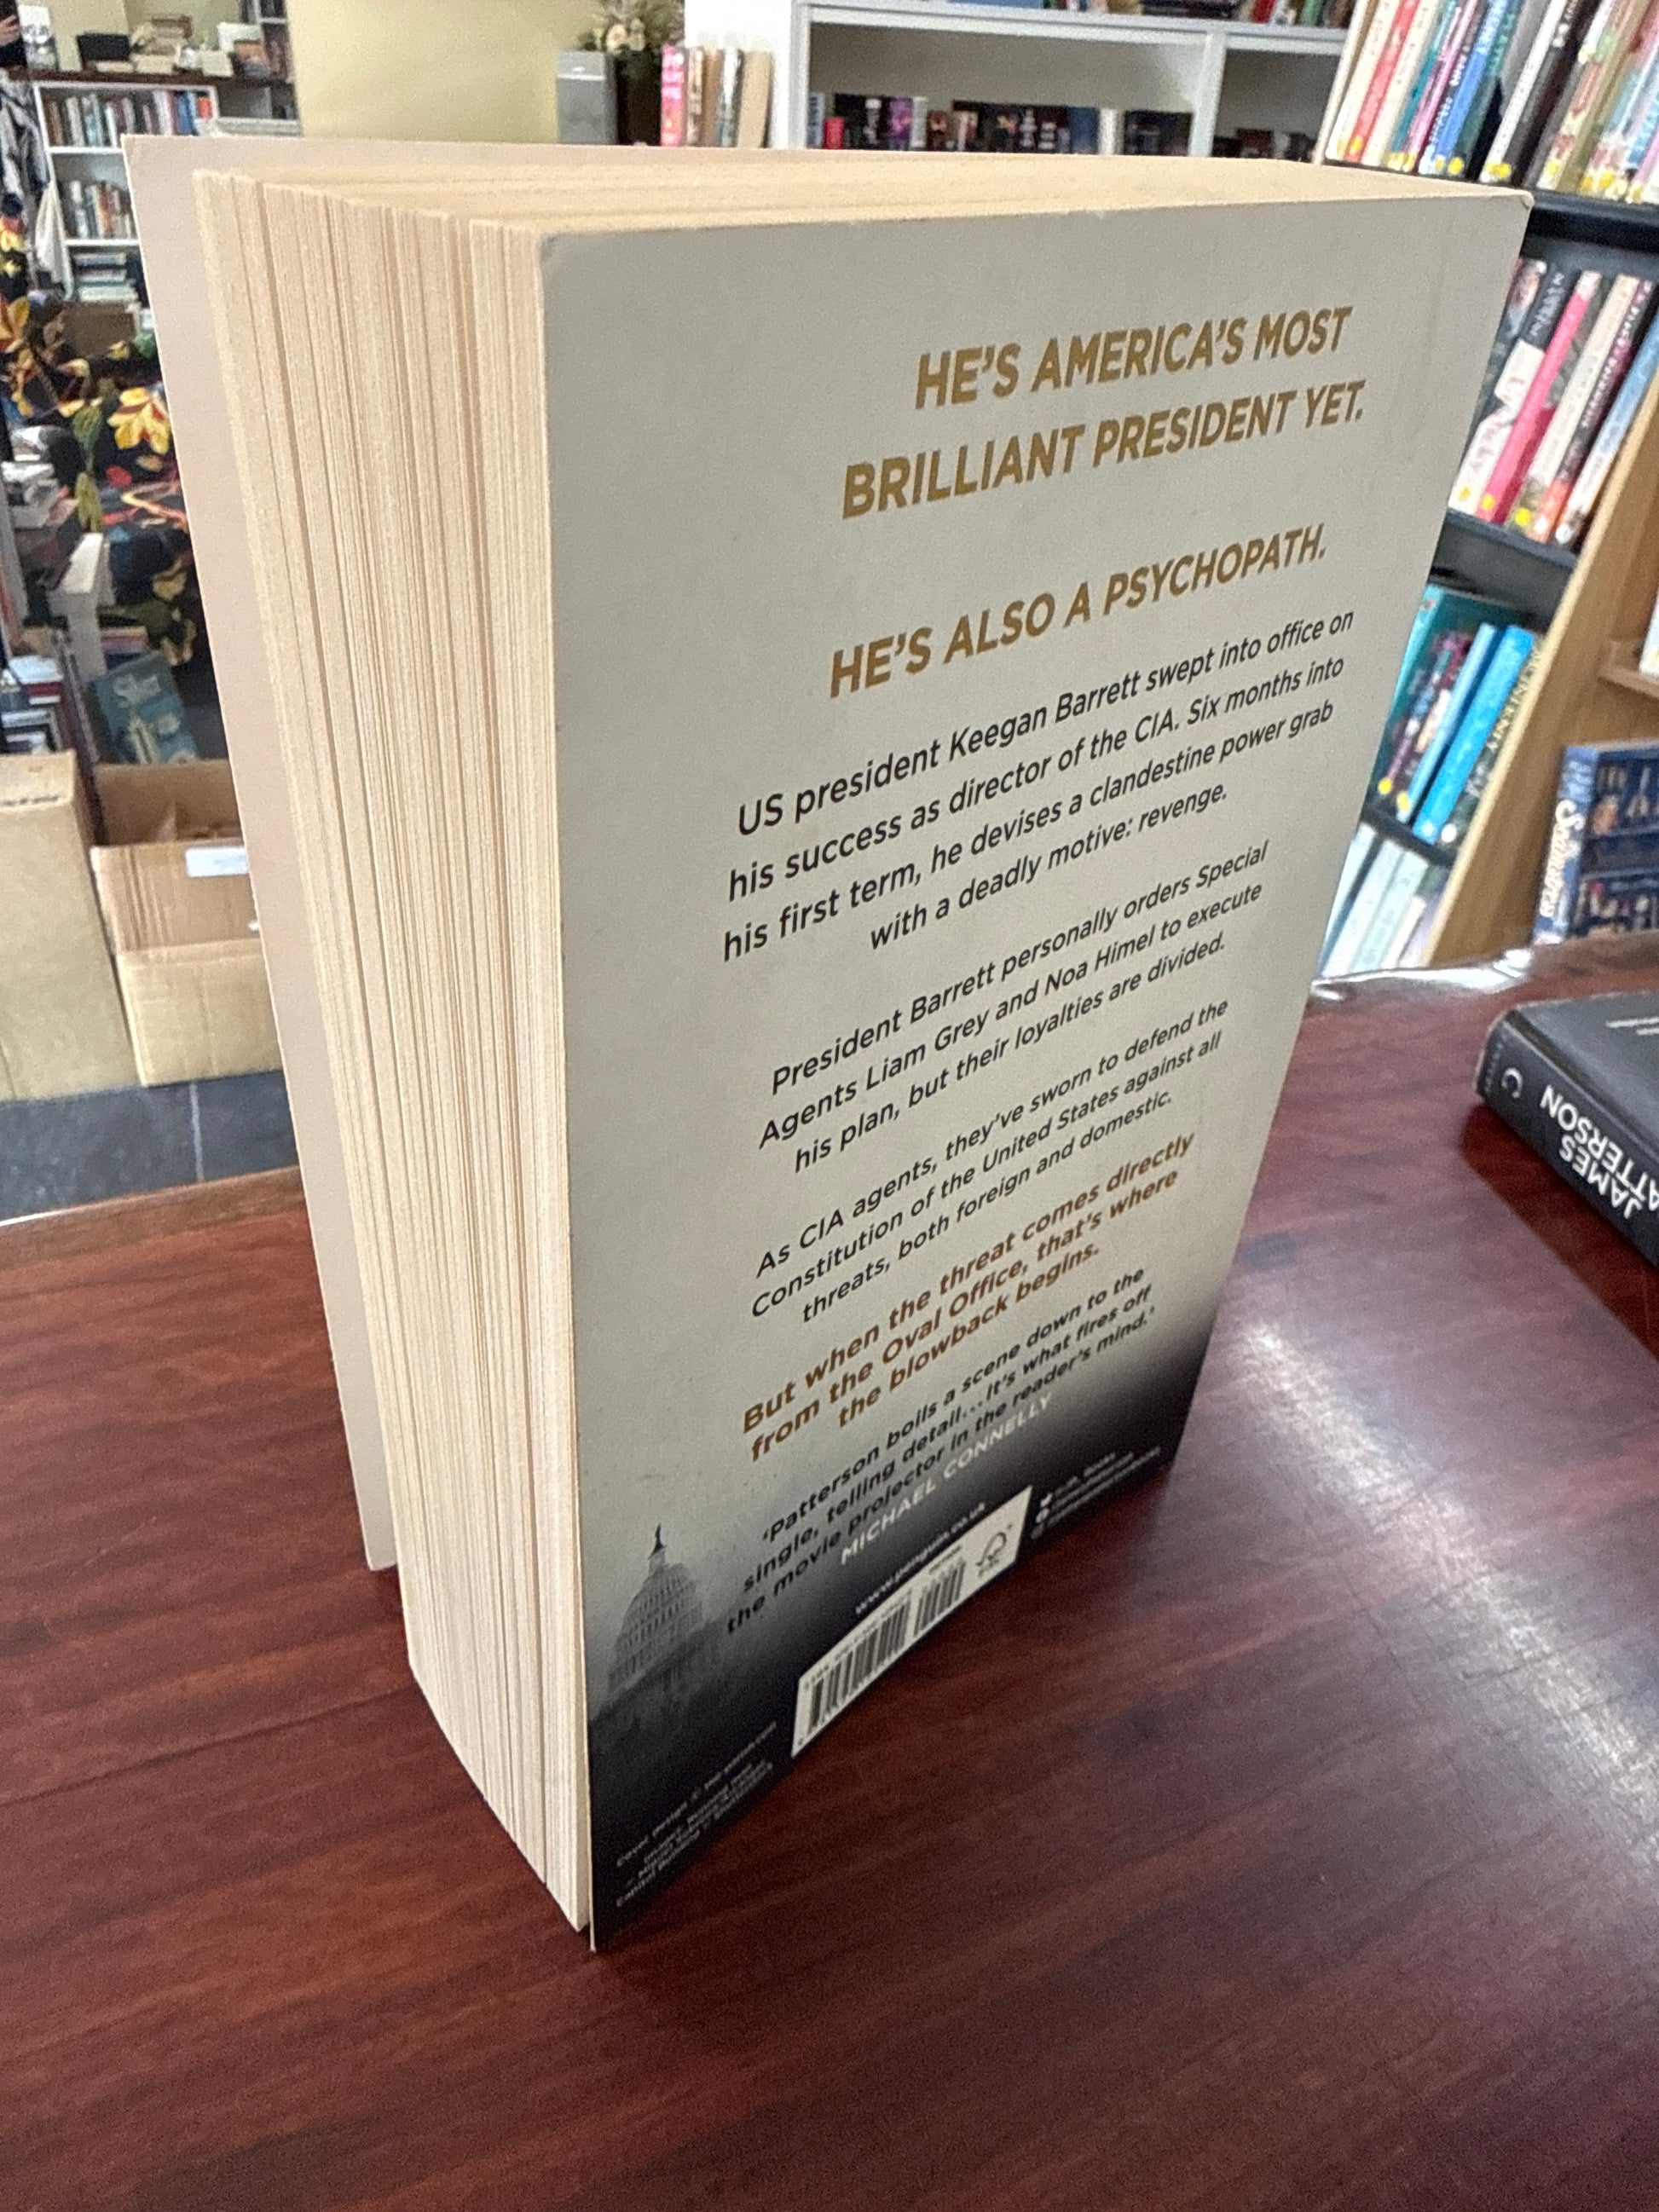 HE'S AMERICA'S MOST
BRILLIANT PRESIDENT YET.
HE'S ALSO A PSYCHOPATH.
US president Keegan Barrett swept into office on
his success as director of the CIA. Six months into
his first term, he devises a clandestine power grab
with a deadly motive: revenge.
President Barrett personally orders Special
Agents Liam Grey and Noa Himel to execute
his plan, but their loyalties are divided.
As CIA agents, they've sworn to defend the
Constitution of the United States against all
threats, both foreign and domestic.
But when the threat comes directly
from the Oval Office, that's where
the blowback begins.
'Patterson boils a scene down to the
single, telling detail... It's what fires off
the movie projector in the reader's mind.'
MICHAEL CONNELLY
www.penguin.co.uk
JAMES
PATTERSON
C